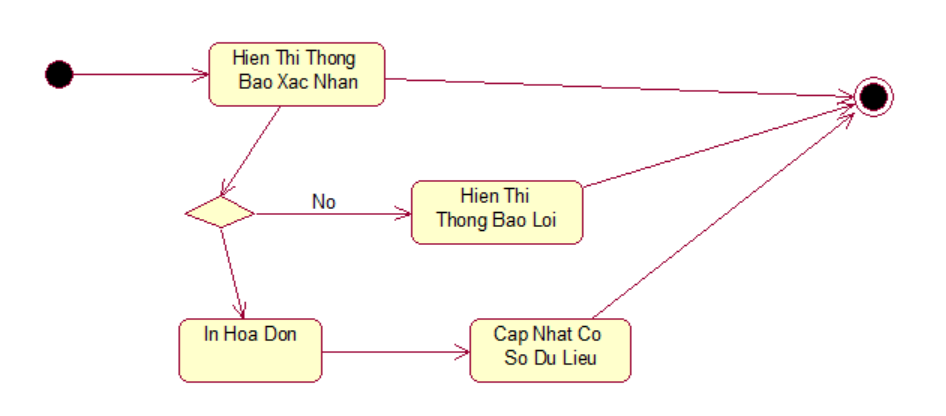 Hien Thi Thong
Bao Xac Nhan
No
Hien Thi
Thong Bao Loi
In Hoa Don
Cap Nhat Co
So Du Lieu